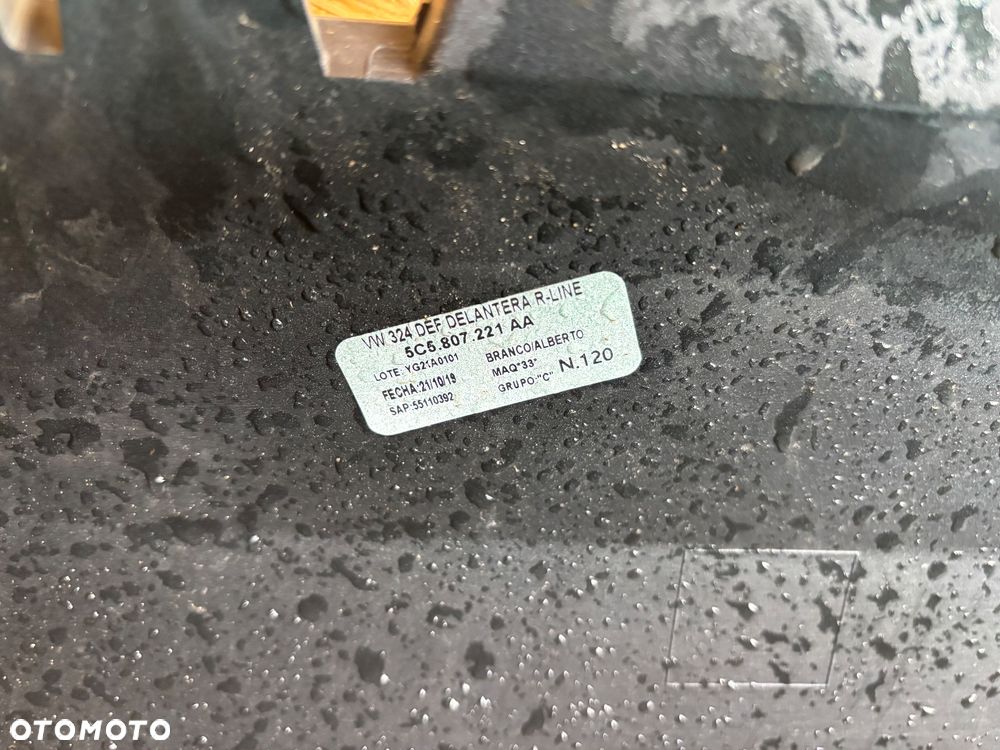 VW 324 DEF DELANTERA R-LINE
5C5.807.221 AA
LOTE: YG21A0101 BRANCO/ALBERTO
FECHA:21/10/19 MAQ"33" N.120
SAP:55110392 GRUPO:"C"
OTOMOTO